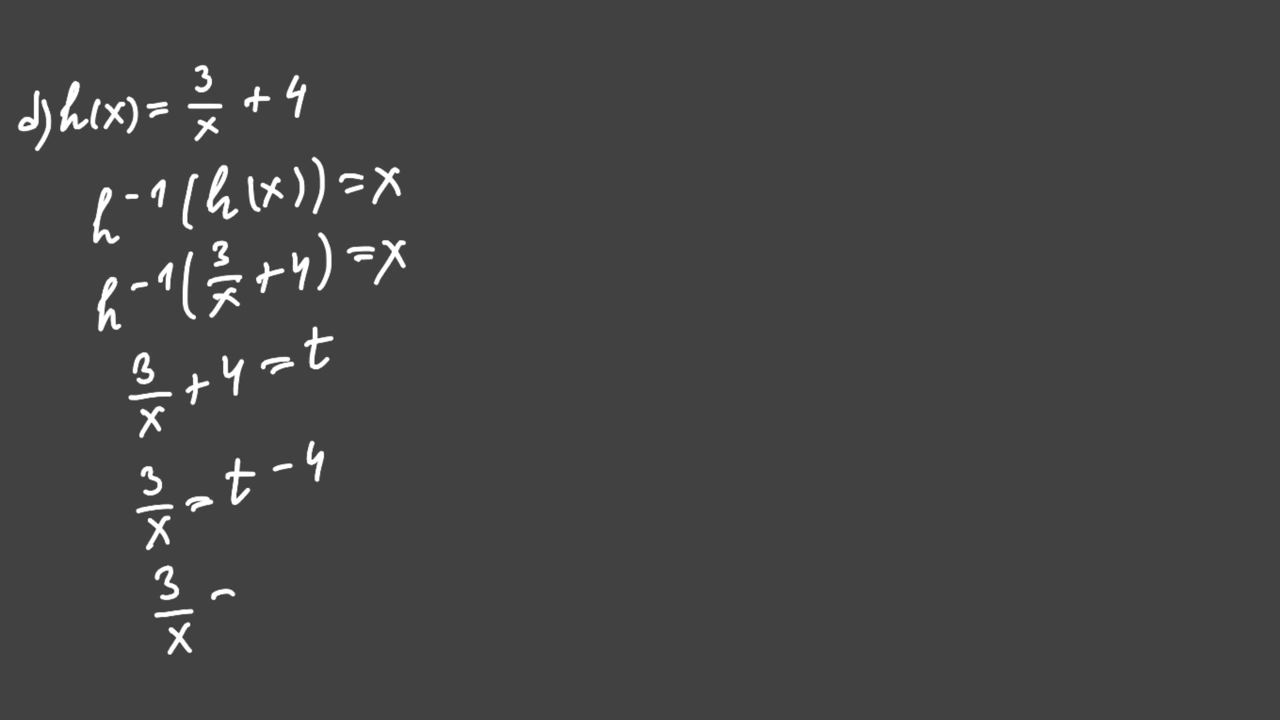 d) h(x) = 3/x + 4
h⁻¹(h(x)) = x
h⁻¹(3/x + 4) = x
3/x + 4 = t
3/x = t - 4
3/x -